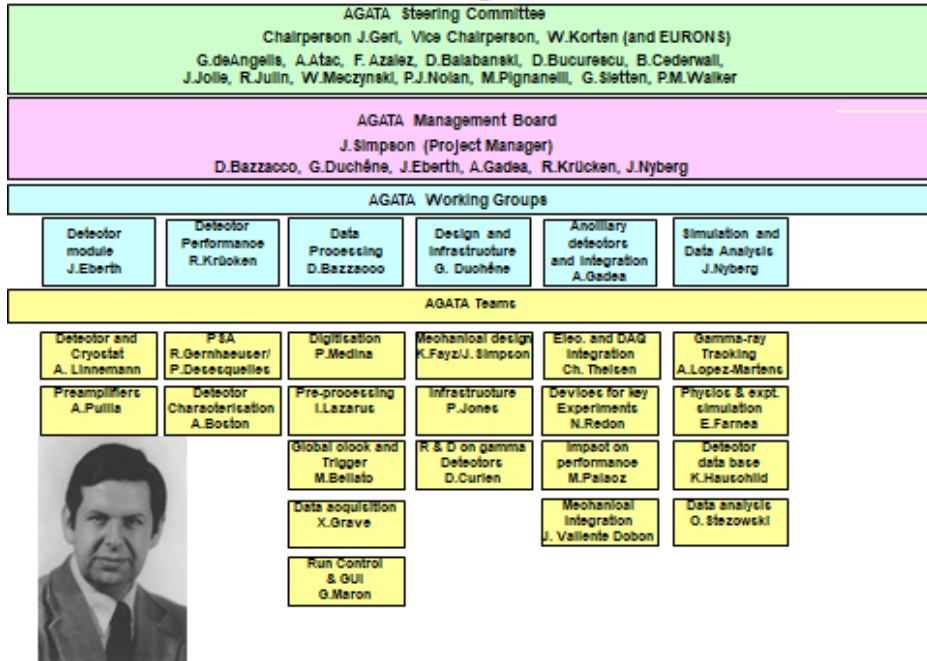 AGATA Steering Committee
Chairperson J.Gerl, Vice Chairperson, W.Korten (and EURONS)
G.deAngelis, A.Atac, F. Azaiez, D.Balabanski, D.Bucurescu, B.Cederwall,
J.Jolie, R.Julin, W.Meczynski, P.J.Nolan, M.Pignanelli, G.Sletten, P.M.Walker
AGATA Management Board
J.Simpson (Project Manager)
D.Bazzacco, G.Duchêne, J.Eberth, A.Gadea, R.Krücken, J.Nyberg
AGATA Working Groups
Detector
module
J.Eberth
Detector
Performance
R.Krücken
Data
Processing
D.Bazzacco
Design and
Infrastructure
G. Duchêne
Ancillary
detectors
and Integration
A.Gadea
Simulation and
Data Analysis
J.Nyberg
AGATA Teams
Detector and
Cryostat
A. Linnemann
PSA
R.Gernhaeuser/
P.Desesquelles
Digitisation
P.Medina
Mechanical design
K.Fayz/J. Simpson
Elec. and DAQ
integration
Ch. Theisen
Gamma-ray
Tracking
A.Lopez-Martens
Preamplifiers
A.Pullia
Detector
Characterisation
A.Boston
Pre-processing
I.Lazarus
Infrastructure
P.Jones
Devices for key
Experiments
N.Redon
Physics & expt.
simulation
E.Farnea
Global clock and
Trigger
M.Bellato
R & D on gamma
Detectors
D.Curien
Impact on
performance
M.Palacz
Detector
data base
K.Hauschild
Data acquisition
X.Grave
Mechanical
Integration
J. Valiente Dobon
Data analysis
O. Stezowski
Run Control
& GUI
G.Maron